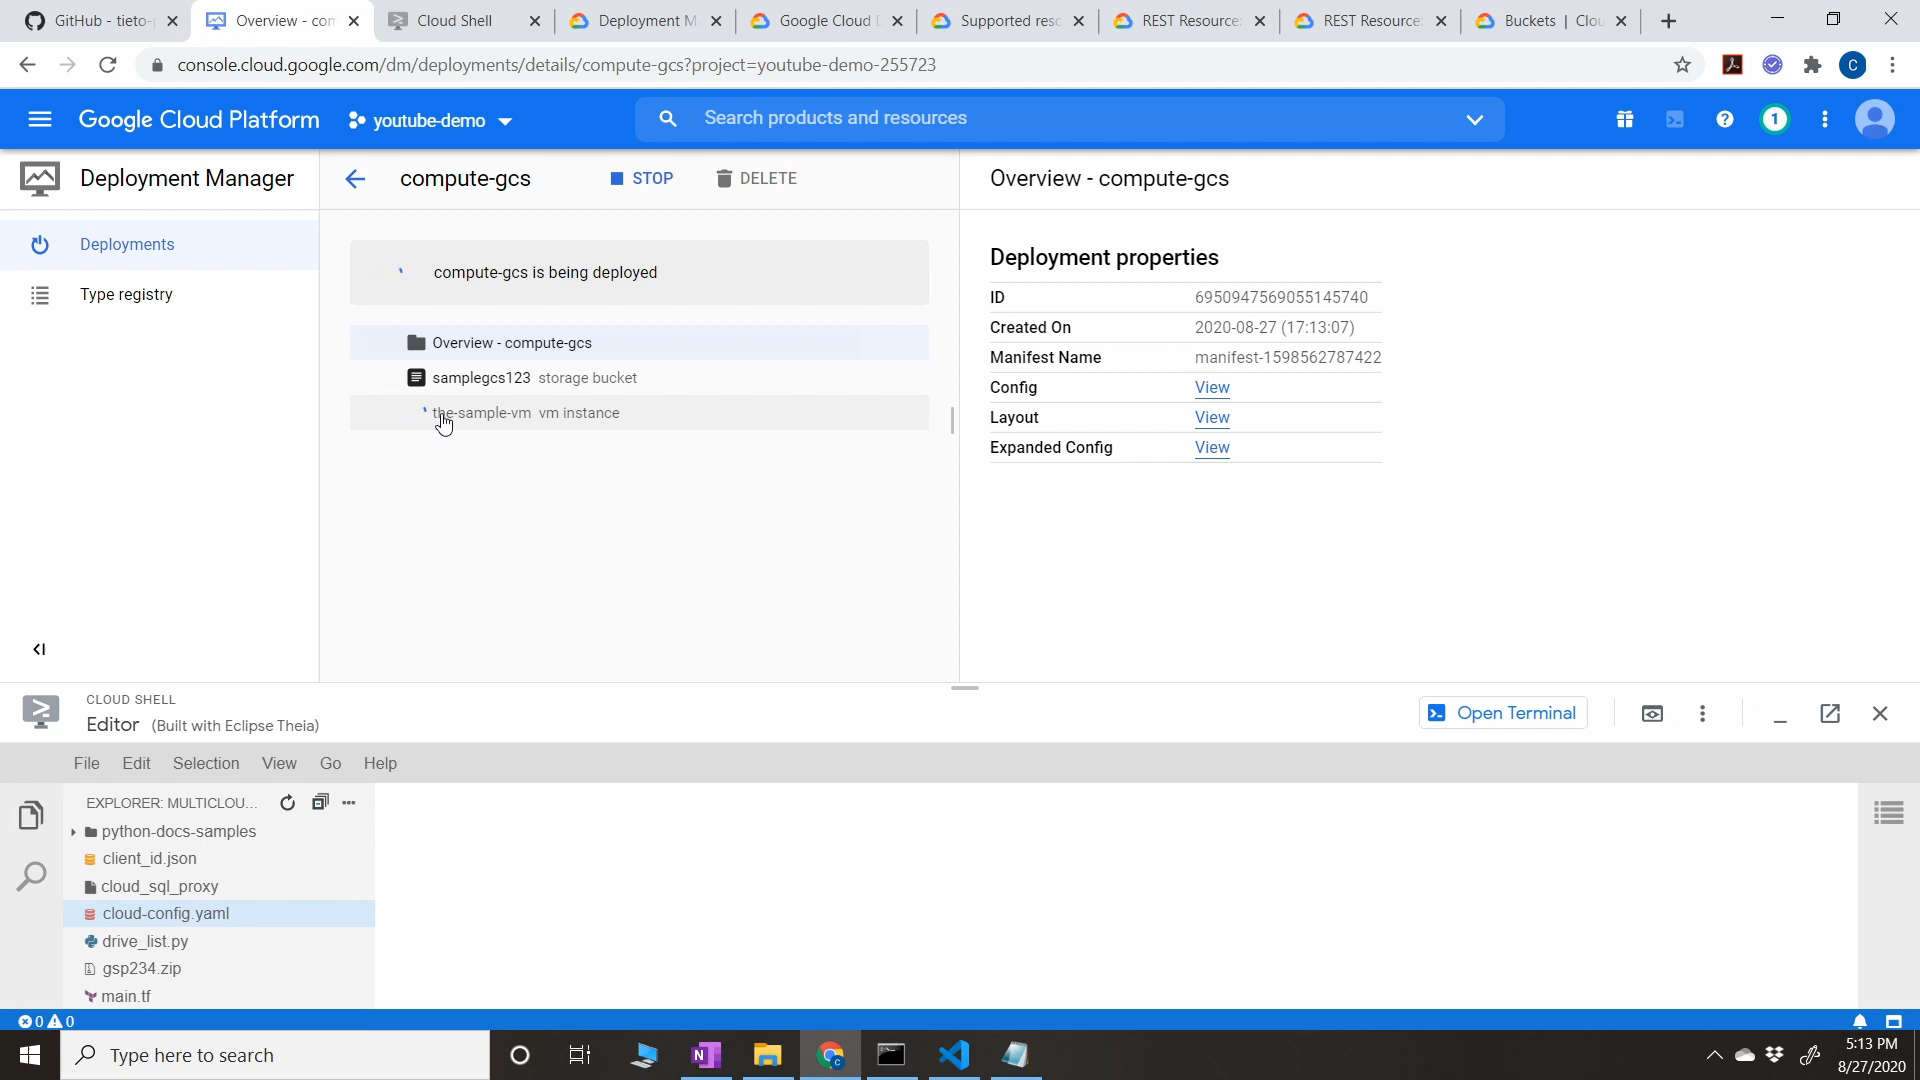 GitHub - tieto-
Overview - com
Cloud Shell
Deployment M
Google Cloud D
Supported reso
REST Resource:
REST Resource:
Buckets | Clou
console.cloud.google.com/dm/deployments/details/compute-gcs?project=youtube-demo-255723
C
Google Cloud Platform
youtube-demo
Search products and resources
1
Deployment Manager
compute-gcs
STOP
DELETE
Overview - compute-gcs
Deployments
Type registry
compute-gcs is being deployed
Overview - compute-gcs
samplegcs123 storage bucket
the-sample-vm vm instance
Deployment properties
ID 6950947569055145740
Created On 2020-08-27 (17:13:07)
Manifest Name manifest-1598562787422
Config View
Layout View
Expanded Config View
CLOUD SHELL
Editor (Built with Eclipse Theia)
Open Terminal
File Edit Selection View Go Help
EXPLORER: MULTICLOU...
python-docs-samples
client_id.json
cloud_sql_proxy
cloud-config.yaml
drive_list.py
gsp234.zip
main.tf
0 0
Type here to search
5:13 PM
8/27/2020